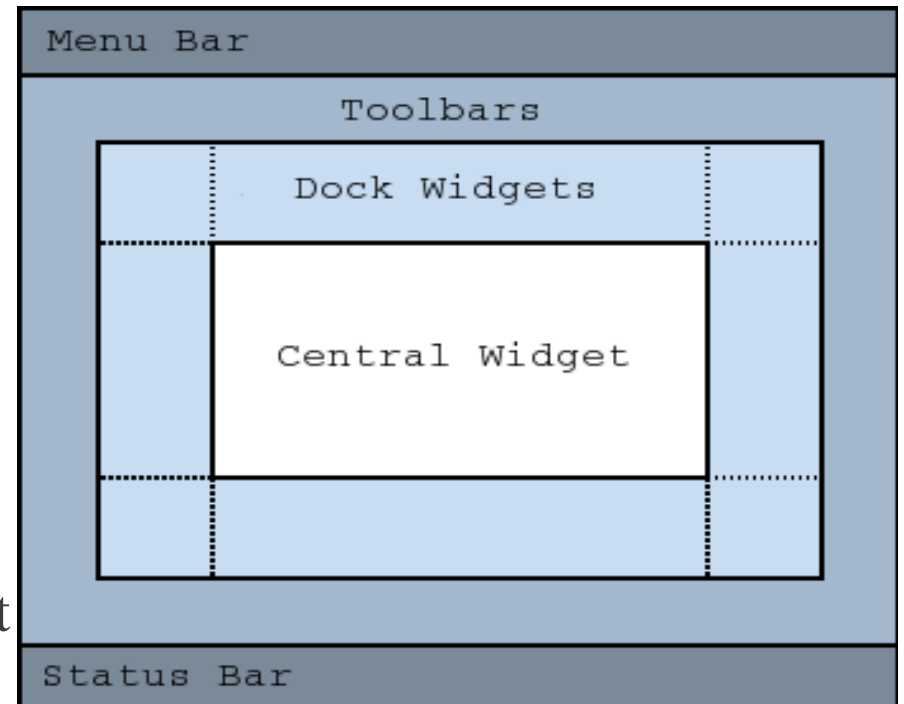 Menu Bar
Toolbars
Dock Widgets
Central Widget
t
Status Bar